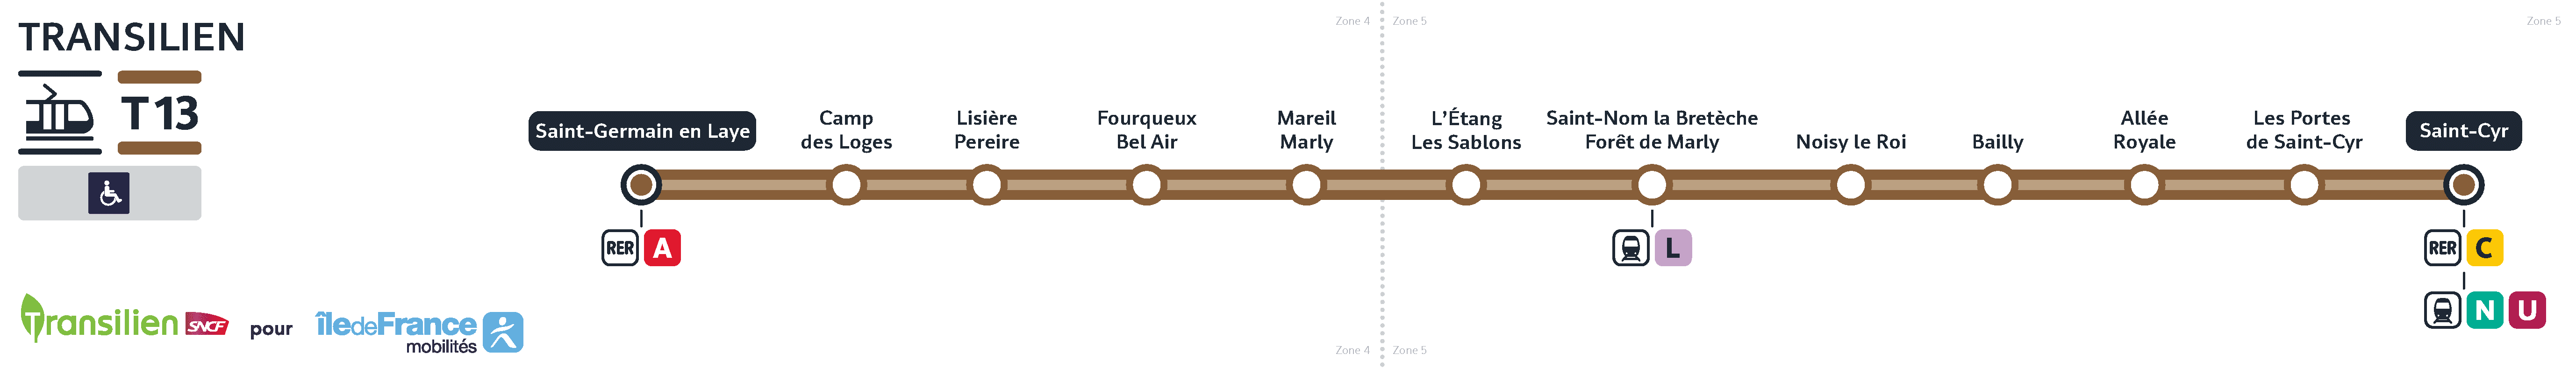 TRANSILIEN
T13
Zone 4
Zone 5
Zone 5
Saint-Germain en Laye
Camp
des Loges
Lisière
Pereire
Fourqueux
Bel Air
Mareil
Marly
L'Étang
Les Sablons
Saint-Nom la Bretèche
Forêt de Marly
Noisy le Roi
Bailly
Allée
Royale
Les Portes
de Saint-Cyr
Saint-Cyr
RER A
L
RER C
N U
Transilien SNCF pour îledeFrance
mobilités
Zone 4
Zone 5